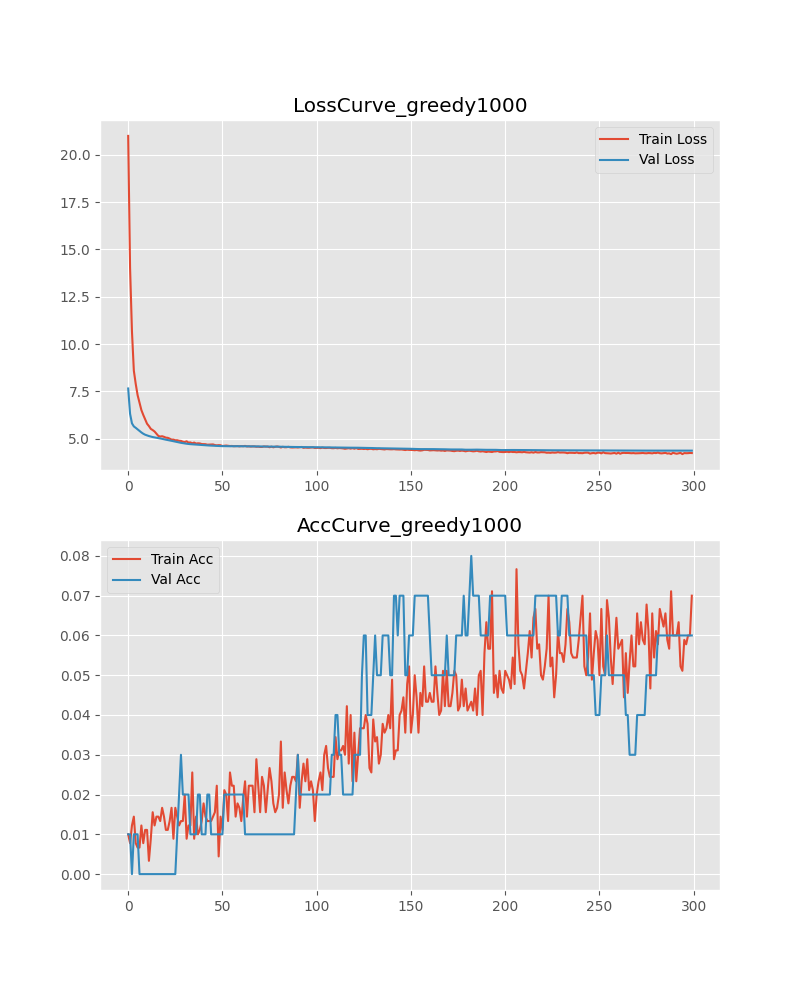 LossCurve_greedy1000
Train Loss
Val Loss
20.0
17.5
15.0
12.5
10.0
7.5
5.0
0 50 100 150 200 250 300
AccCurve_greedy1000
Train Acc
Val Acc
0.08
0.07
0.06
0.05
0.04
0.03
0.02
0.01
0.00
0 50 100 150 200 250 300